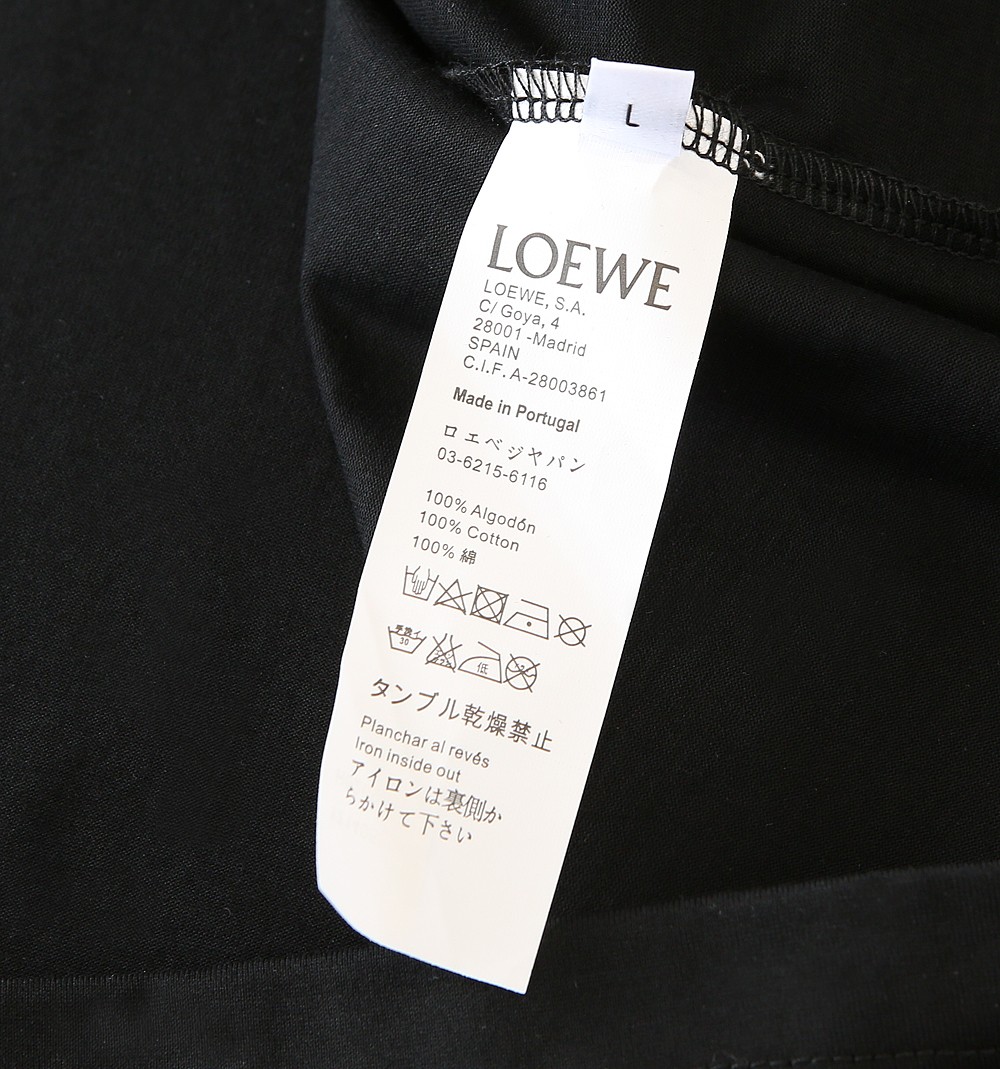 L
LOEWE
LOEWE, S.A.
C/ Goya, 4
28001 -Madrid
SPAIN
C.I.F. A-28003861
Made in Portugal
ロエベジャパン
03-6215-6116
100% Algodón
100% Cotton
100% 綿
30
低
タンブル乾燥禁止
Planchar al revés
Iron inside out
アイロンは裏側か
らかけて下さい